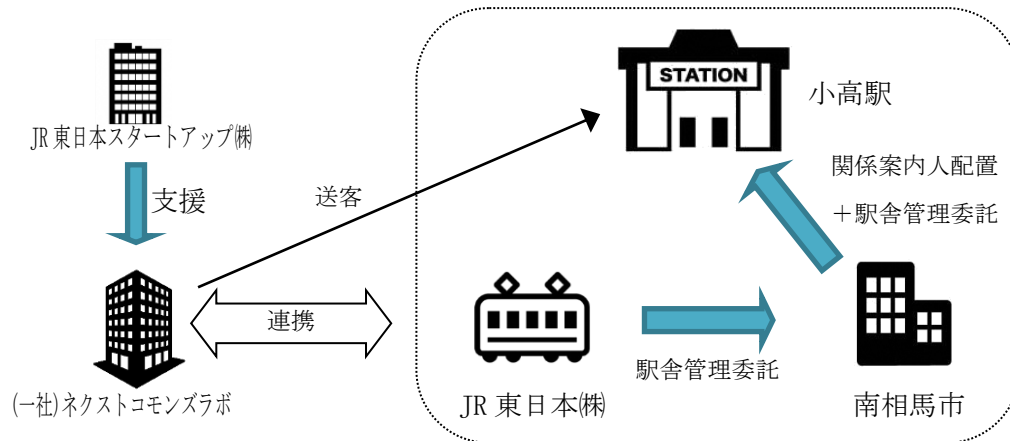 STATION
小高駅
JR東日本スタートアップ㈱
支援
送客
関係案内人配置
＋駅舎管理委託
連携
駅舎管理委託
(一社)ネクストコモンズラボ
JR東日本㈱
南相馬市